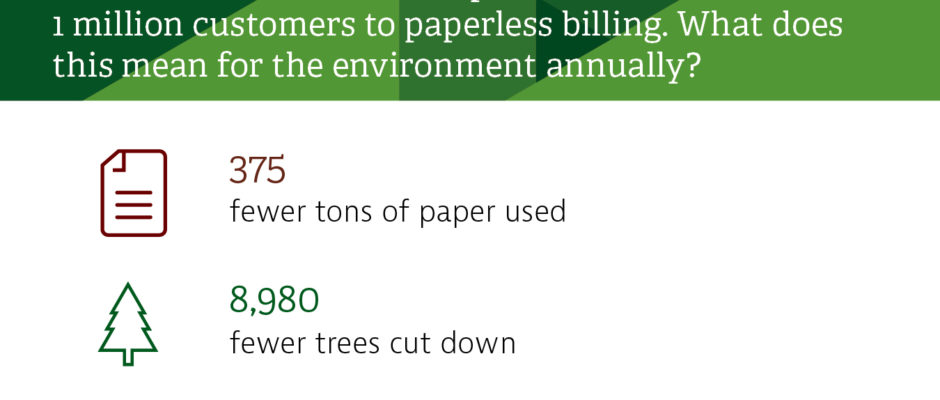 1 million customers to paperless billing. What does
this mean for the environment annually?
375
fewer tons of paper used
8,980
fewer trees cut down